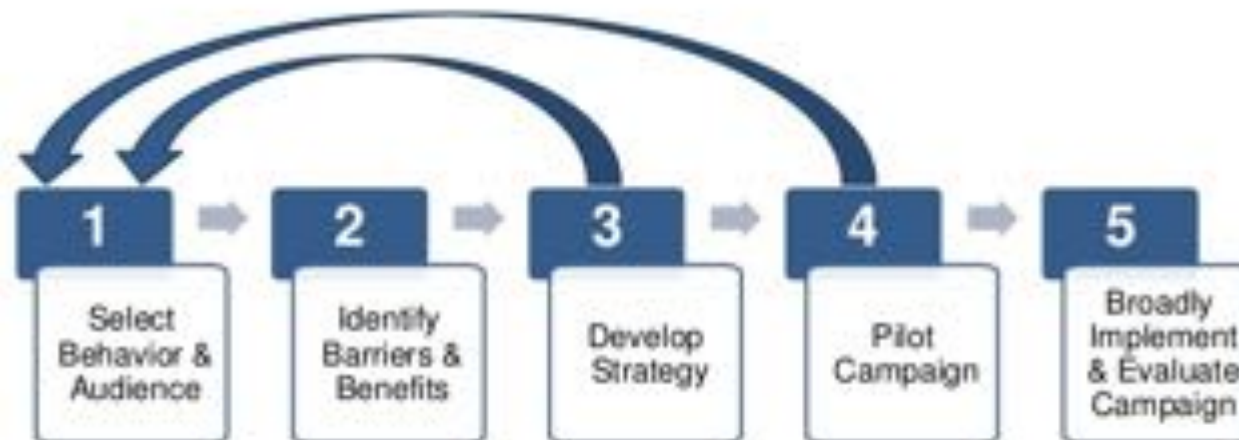 1
Select
Behavior &
Audience
2
Identify
Barriers &
Benefits
3
Develop
Strategy
4
Pilot
Campaign
5
Broadly
Implement
& Evaluate
Campaign